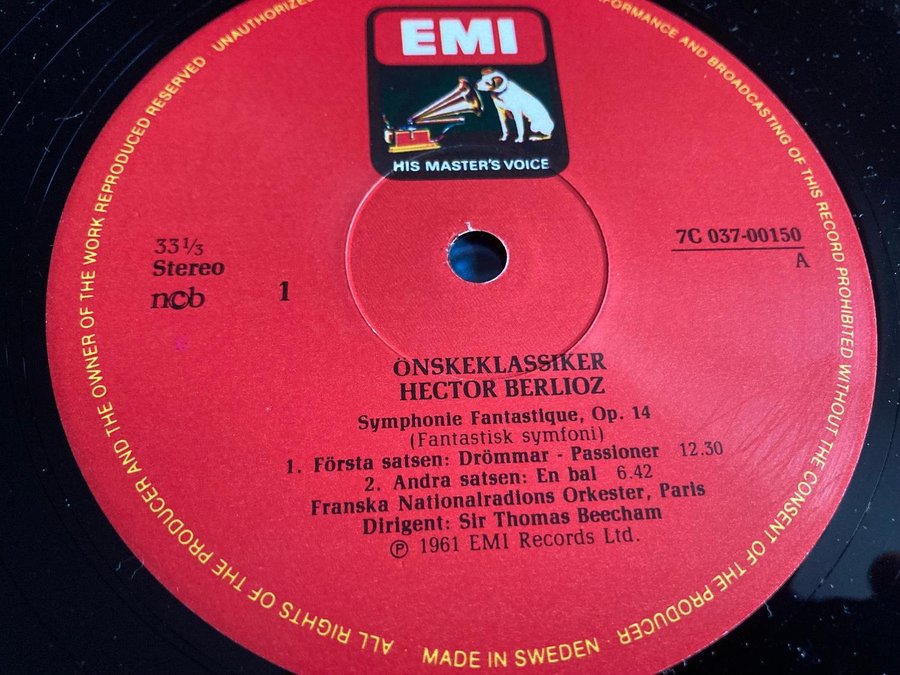 EMI
HIS MASTER'S VOICE
33 1/3
Stereo
ncb
1
7C 037-00150
A
ÖNSKEKLASSIKER
HECTOR BERLIOZ
Symphonie Fantastique, Op. 14
(Fantastisk symfoni)
1. Första satsen: Drömmar - Passioner 12.30
2. Andra satsen: En bal 6.42
Franska Nationalradions Orkester, Paris
Dirigent: Sir Thomas Beecham
℗ 1961 EMI Records Ltd.
ALL RIGHTS OF THE PRODUCER AND THE OWNER OF THE WORK REPRODUCED RESERVED UNAUTHORIZED
PERFORMANCE AND BROADCASTING OF THIS RECORD PROHIBITED WITHOUT THE CONSENT OF THE PRODUCER
· MADE IN SWEDEN ·